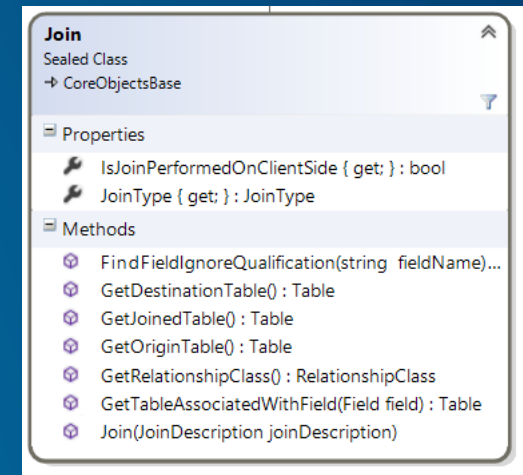 Join
Sealed Class
→ CoreObjectsBase
Properties
IsJoinPerformedOnClientSide { get; } : bool
JoinType { get; } : JoinType
Methods
FindFieldIgnoreQualification(string fieldName)...
GetDestinationTable() : Table
GetJoinedTable() : Table
GetOriginTable() : Table
GetRelationshipClass() : RelationshipClass
GetTableAssociatedWithField(Field field) : Table
Join(JoinDescription joinDescription)